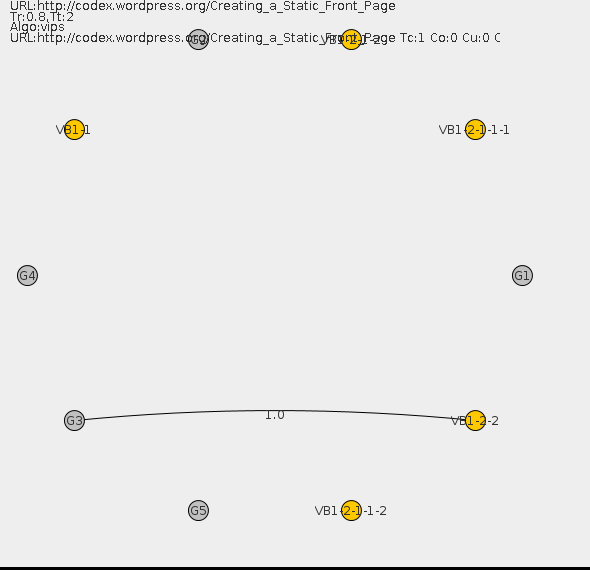 URL:http://codex.wordpress.org/Creating_a_Static_Front_Page
Tr:0.8,Tt:2
Algo:vips
URL:http://codex.wordpress.org/Creating_a_Static_Front_Page Tc:1 Co:0 Cu:0 C
VB1-2-1-2
VB1-1
VB1-2-1-1-1
G4
G1
1.0
G3
VB1-2-2
G5
VB1-2-1-1-2